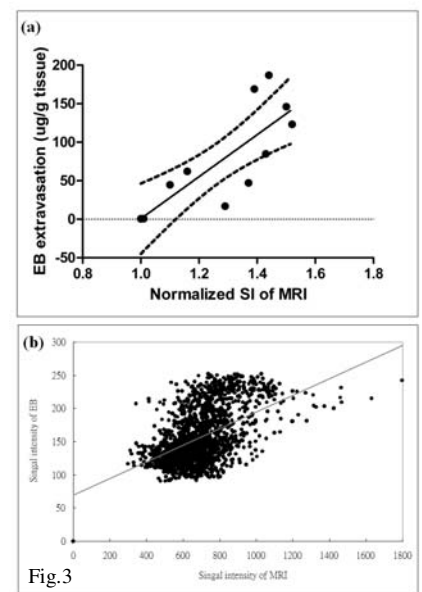 (a)
EB extravasation (ug/g tissue)
200
150
100
50
0
-50
0.8 1.0 1.2 1.4 1.6 1.8
Normalized SI of MRI
(b)
Singal intensity of EB
300
250
200
150
100
50
0
0 200 400 600 800 1000 1200 1400 1600 1800
Singal intensity of MRI
Fig.3